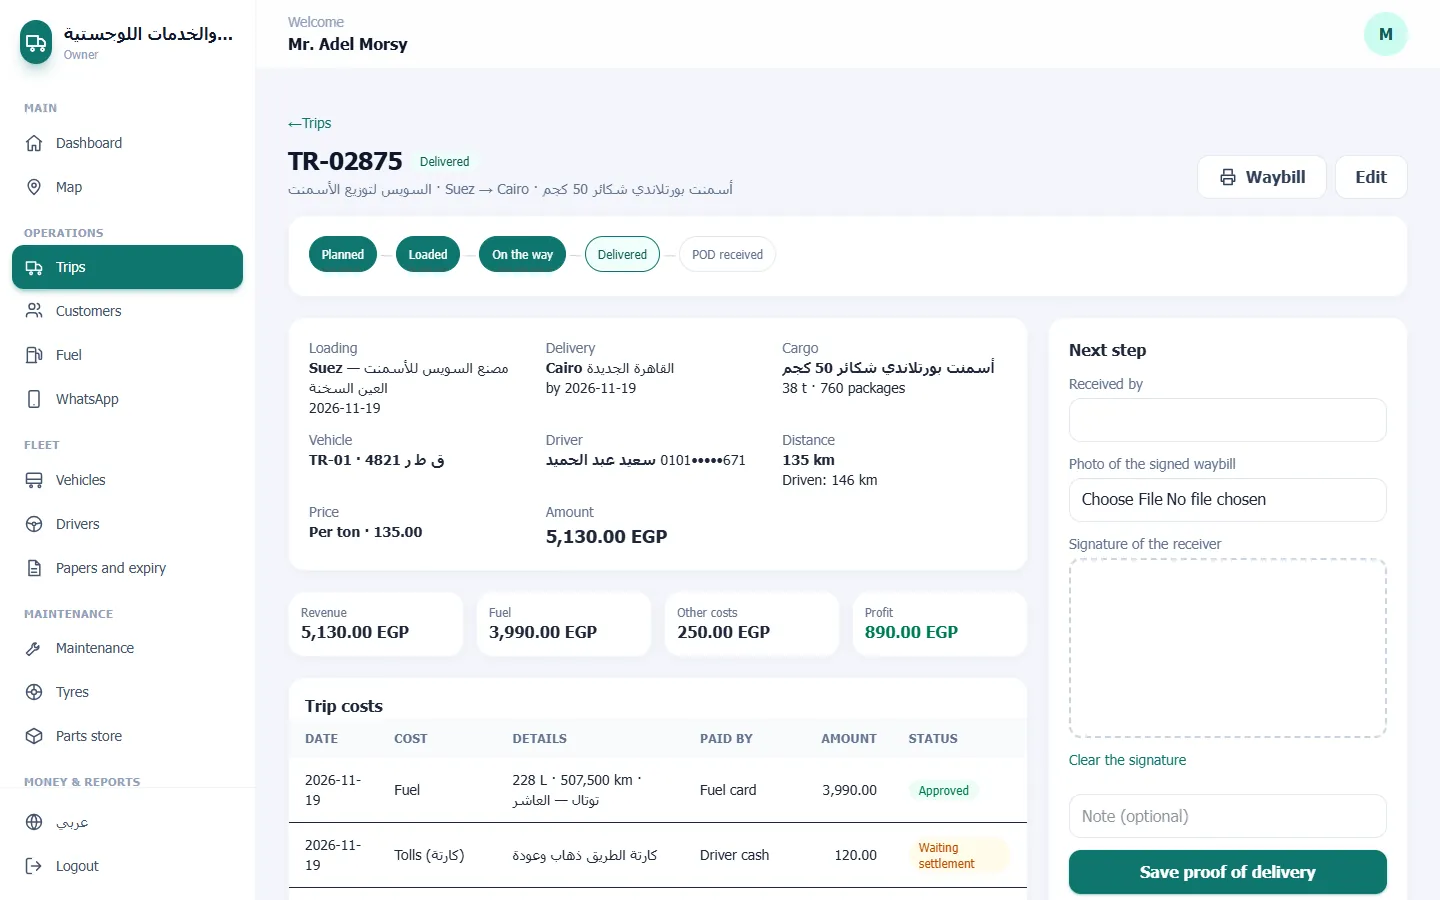 والخدمات اللوجستية...
Owner
MAIN
Dashboard
Map
OPERATIONS
Trips
Customers
Fuel
WhatsApp
FLEET
Vehicles
Drivers
Papers and expiry
MAINTENANCE
Maintenance
Tyres
Parts store
MONEY & REPORTS
عربي
Logout
Welcome
Mr. Adel Morsy
M
←Trips
TR-02875 Delivered
السويس لتوزيع الأسمنت · Suez → Cairo · أسمنت بورتلاندي شكائر 50 كجم
Waybill
Edit
Planned
Loaded
On the way
Delivered
POD received
Loading
Suez — مصنع السويس للأسمنت
العين السخنة
2026-11-19
Delivery
Cairo القاهرة الجديدة
by 2026-11-19
Cargo
أسمنت بورتلاندي شكائر 50 كجم
38 t · 760 packages
Vehicle
TR-01 · ق ط ر 4821
Driver
سعيد عبد الحميد 0101•••••671
Distance
135 km
Driven: 146 km
Price
Per ton · 135.00
Amount
5,130.00 EGP
Revenue
5,130.00 EGP
Fuel
3,990.00 EGP
Other costs
250.00 EGP
Profit
890.00 EGP
Trip costs
DATE COST DETAILS PAID BY AMOUNT STATUS
2026-11-19 Fuel 228 L · 507,500 km · توتال — العاشر Fuel card 3,990.00 Approved
2026-11-19 Tolls (كارتة) كارتة الطريق ذهاب وعودة Driver cash 120.00 Waiting settlement
Next step
Received by
Photo of the signed waybill
Choose File No file chosen
Signature of the receiver
Clear the signature
Note (optional)
Save proof of delivery